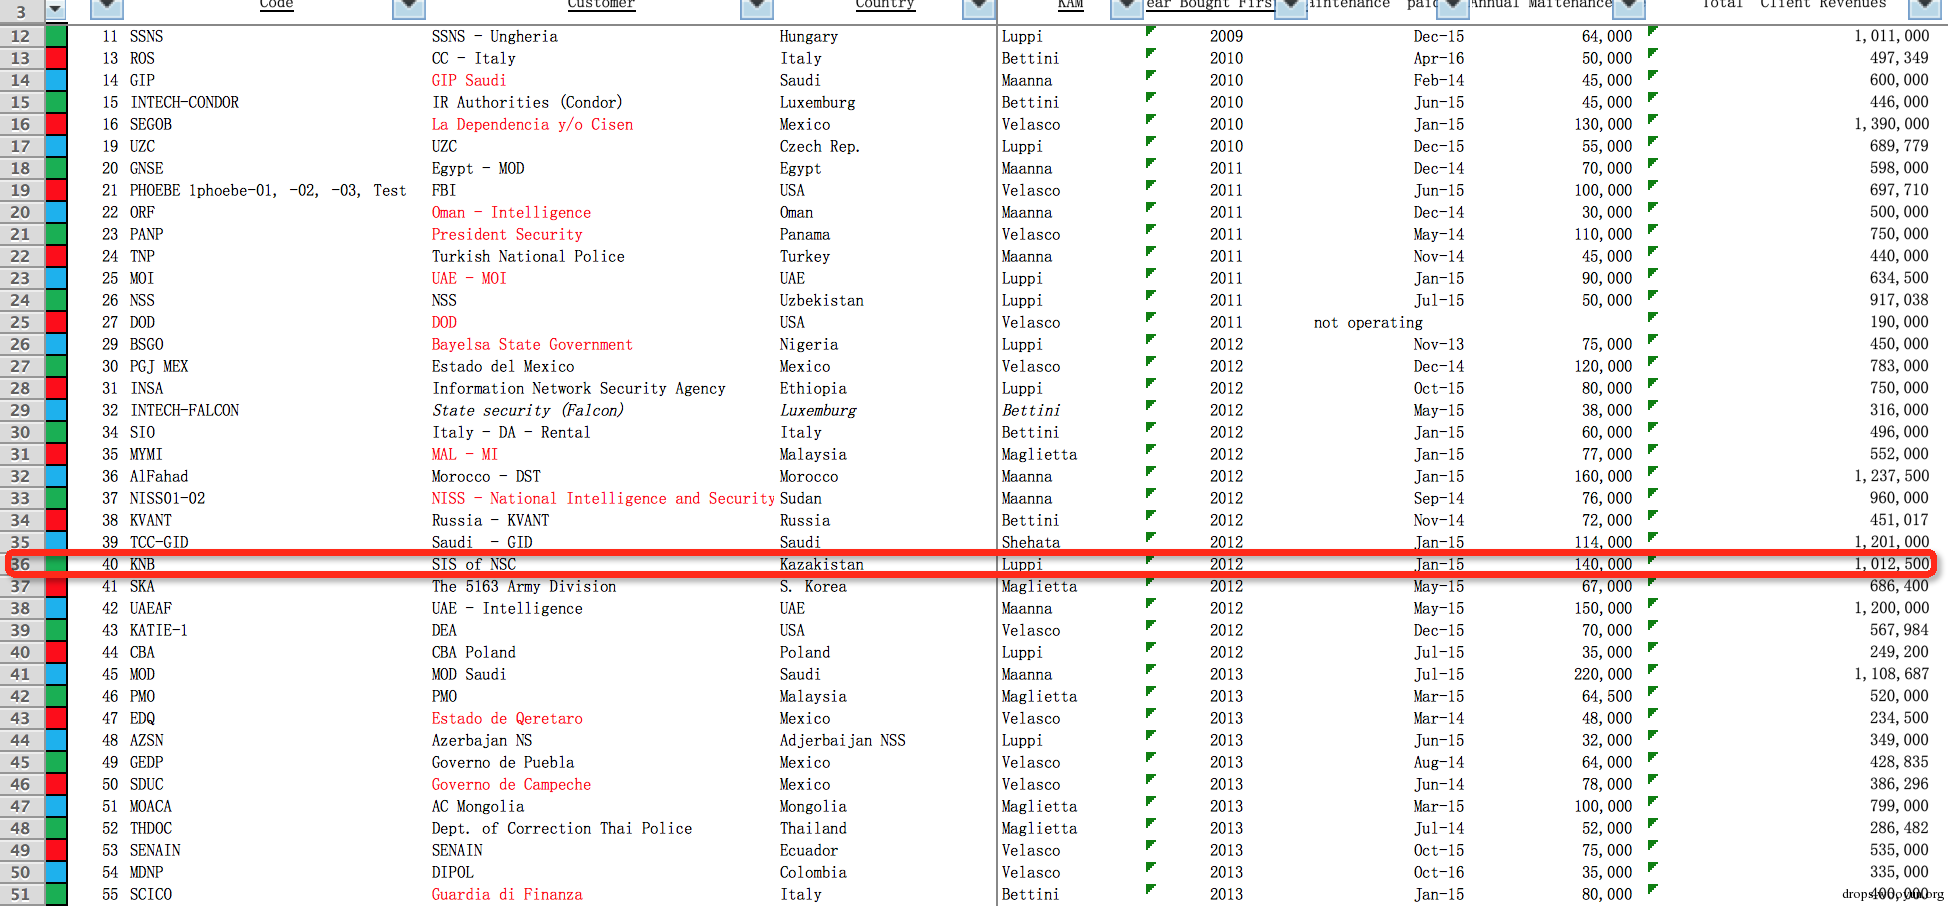 3 Code Customer Country KAM ear Bought Firs aintenance paid Annual Maitenance Total Client Revenues
12 11 SSNS SSNS - Ungheria Hungary Luppi 2009 Dec-15 64,000 1,011,000
13 13 ROS CC - Italy Italy Bettini 2010 Apr-16 50,000 497,349
14 14 GIP GIP Saudi Saudi Maanna 2010 Feb-14 45,000 600,000
15 15 INTECH-CONDOR IR Authorities (Condor) Luxemburg Bettini 2010 Jun-15 45,000 446,000
16 16 SEGOB La Dependencia y/o Cisen Mexico Velasco 2010 Jan-15 130,000 1,390,000
17 19 UZC UZC Czech Rep. Luppi 2010 Dec-15 55,000 689,779
18 20 GNSE Egypt - MOD Egypt Maanna 2011 Dec-14 70,000 598,000
19 21 PHOEBE 1phoebe-01, -02, -03, Test FBI USA Velasco 2011 Jun-15 100,000 697,710
20 22 ORF Oman - Intelligence Oman Maanna 2011 Dec-14 30,000 500,000
21 23 PANP President Security Panama Velasco 2011 May-14 110,000 750,000
22 24 TNP Turkish National Police Turkey Maanna 2011 Nov-14 45,000 440,000
23 25 MOI UAE - MOI UAE Luppi 2011 Jan-15 90,000 634,500
24 26 NSS NSS Uzbekistan Luppi 2011 Jul-15 50,000 917,038
25 27 DOD DOD USA Velasco 2011 not operating 190,000
26 29 BSGO Bayelsa State Government Nigeria Luppi 2012 Nov-13 75,000 450,000
27 30 PGJ MEX Estado del Mexico Mexico Velasco 2012 Dec-14 120,000 783,000
28 31 INSA Information Network Security Agency Ethiopia Luppi 2012 Oct-15 80,000 750,000
29 32 INTECH-FALCON State security (Falcon) Luxemburg Bettini 2012 May-15 38,000 316,000
30 34 SIO Italy - DA - Rental Italy Bettini 2012 Jan-15 60,000 496,000
31 35 MYMI MAL - MI Malaysia Maglietta 2012 Jan-15 77,000 552,000
32 36 AlFahad Morocco - DST Morocco Maanna 2012 Jan-15 160,000 1,237,500
33 37 NISS01-02 NISS - National Intelligence and Security Sudan Maanna 2012 Sep-14 76,000 960,000
34 38 KVANT Russia - KVANT Russia Bettini 2012 Nov-14 72,000 451,017
35 39 TCC-GID Saudi - GID Saudi Shehata 2012 Jan-15 114,000 1,201,000
36 40 KNB SIS of NSC Kazakistan Luppi 2012 Jan-15 140,000 1,012,500
37 41 SKA The 5163 Army Division S. Korea Maglietta 2012 May-15 67,000 686,400
38 42 UAEAF UAE - Intelligence UAE Maanna 2012 May-15 150,000 1,200,000
39 43 KATIE-1 DEA USA Velasco 2012 Dec-15 70,000 567,984
40 44 CBA CBA Poland Poland Luppi 2012 Jul-15 35,000 249,200
41 45 MOD MOD Saudi Saudi Maanna 2013 Jul-15 220,000 1,108,687
42 46 PMO PMO Malaysia Maglietta 2013 Mar-15 64,500 520,000
43 47 EDQ Estado de Qeretaro Mexico Velasco 2013 Mar-14 48,000 234,500
44 48 AZSN Azerbajan NS Adjerbaijan NSS Luppi 2013 Jun-15 32,000 349,000
45 49 GEDP Governo de Puebla Mexico Velasco 2013 Aug-14 64,000 428,835
46 50 SDUC Governo de Campeche Mexico Velasco 2013 Jun-14 78,000 386,296
47 51 MOACA AC Mongolia Mongolia Maglietta 2013 Mar-15 100,000 799,000
48 52 THDOC Dept. of Correction Thai Police Thailand Maglietta 2013 Jul-14 52,000 286,482
49 53 SENAIN SENAIN Ecuador Velasco 2013 Oct-15 75,000 535,000
50 54 MDNP DIPOL Colombia Velasco 2013 Oct-16 35,000 335,000
51 55 SCICO Guardia di Finanza Italy Bettini 2013 Jan-15 80,000 400,000